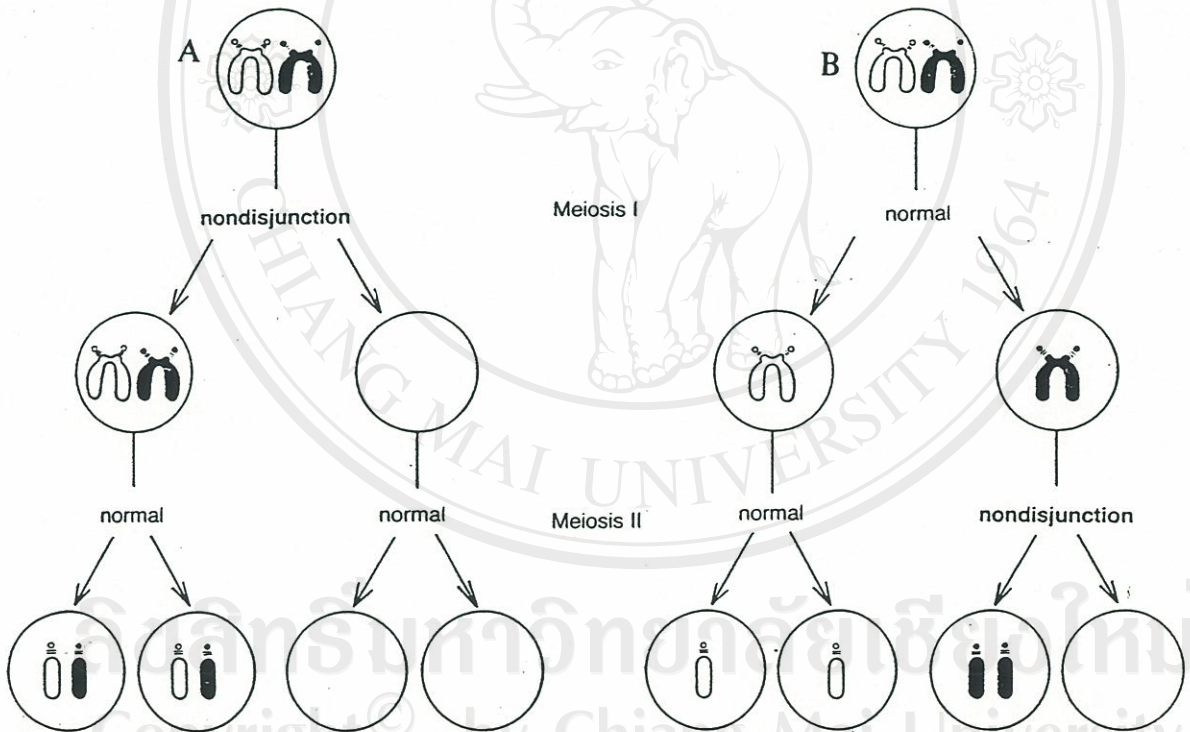 A
B
nondisjunction
Meiosis I
normal
normal
normal
Meiosis II
normal
nondisjunction
CHIANG MAI UNIVERSITY 1964
ลิขสิทธิ์มหาวิทยาลัยเชียงใหม่
Copyright© by Chiang Mai University